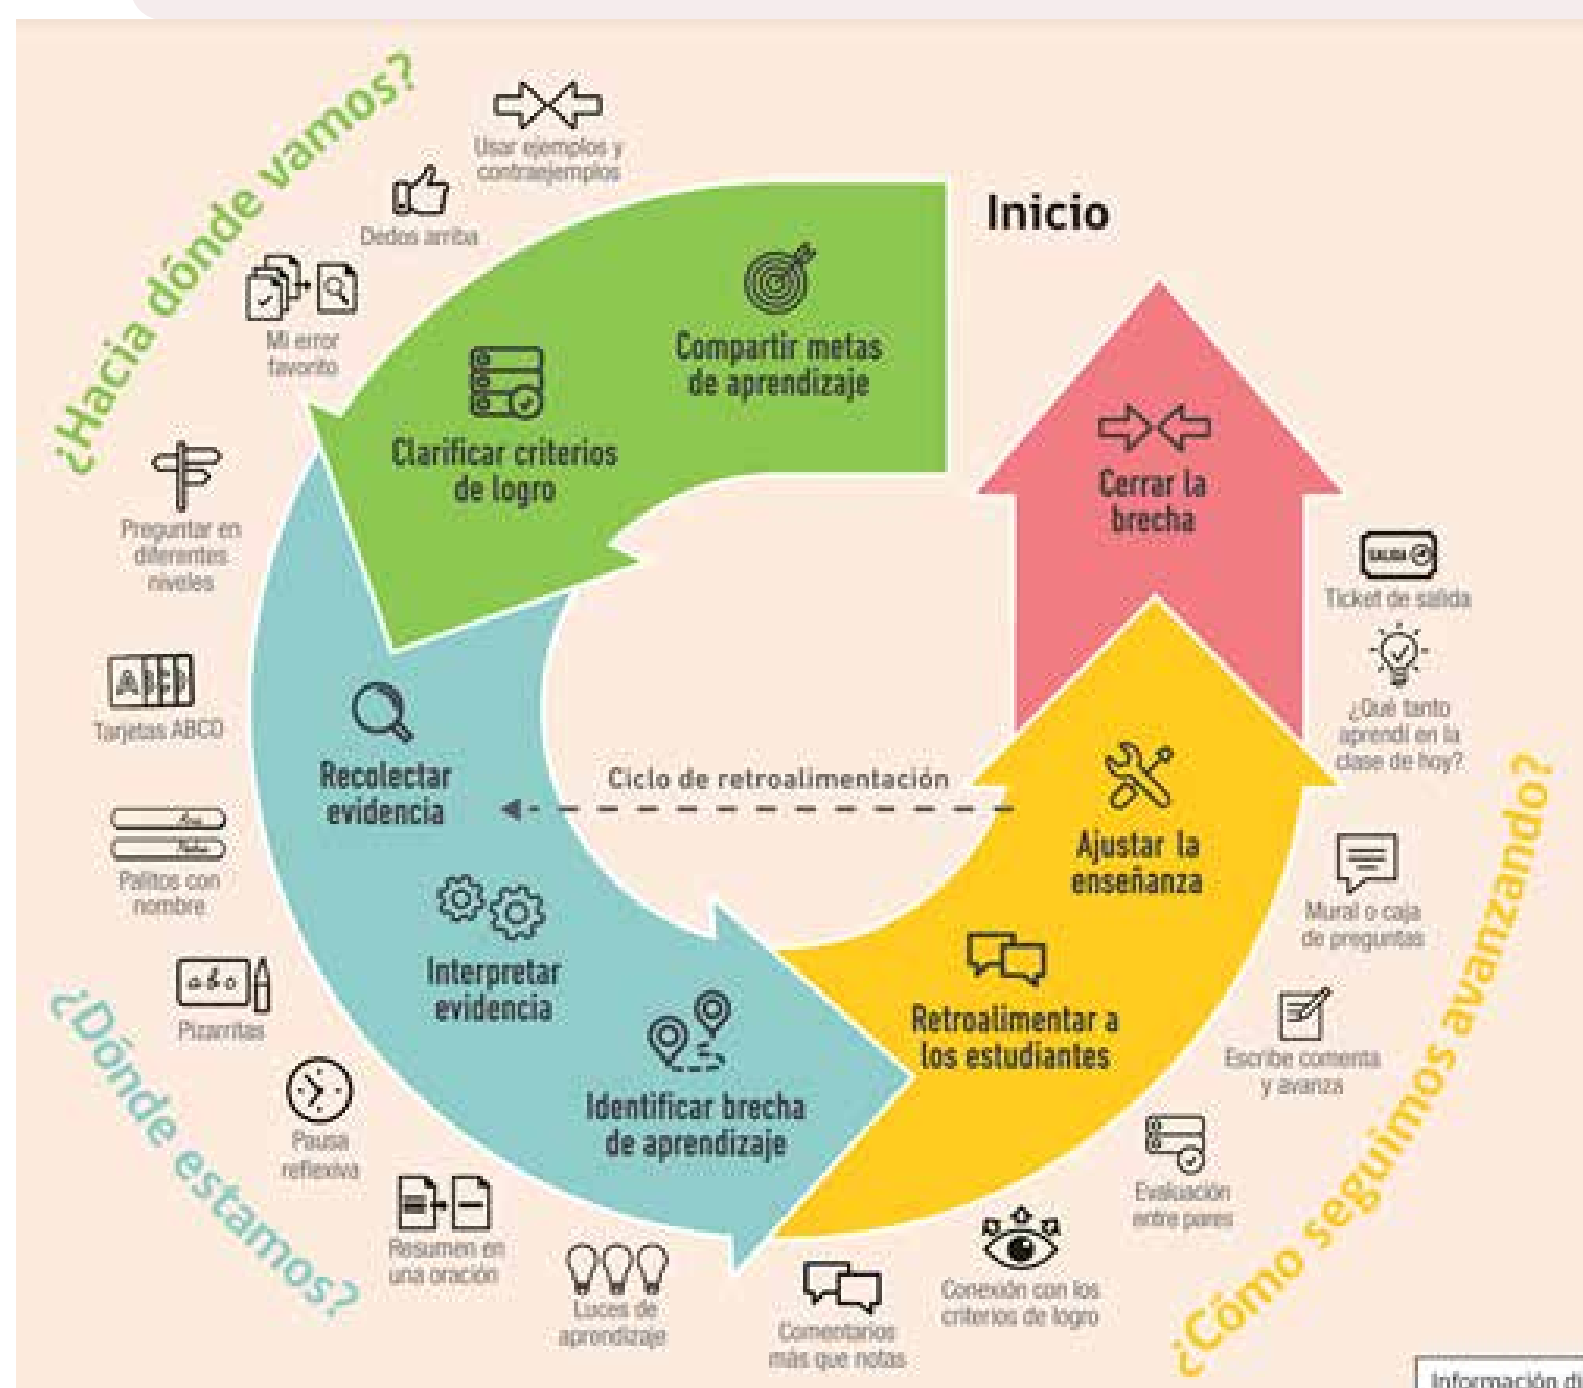 ¿Hacia dónde vamos?
Usar ejemplos y
contraejemplos
Dedos arriba
Mi error
favorito
Inicio
Compartir metas
de aprendizaje
Clarificar criterios
de logro
Preguntar en
diferentes
niveles
Tarjetas ABCD
ABCD
Palitos con
nombre
abc
Pizarritas
Pausa
reflexiva
Resumen en
una oración
Luces de
aprendizaje
¿Dónde estamos?
Recolectar
evidencia
Interpretar
evidencia
Identificar brecha
de aprendizaje
Ciclo de retroalimentación
Retroalimentar a
los estudiantes
Ajustar la
enseñanza
Cerrar la
brecha
SALIDA
Ticket de salida
¿Qué tanto
aprendí en la
clase de hoy?
Mural o caja
de preguntas
Escribe comenta
y avanza
Evaluación
entre pares
Conexión con los
criterios de logro
Comentarios
más que notas
¿Cómo seguimos avanzando?
Información